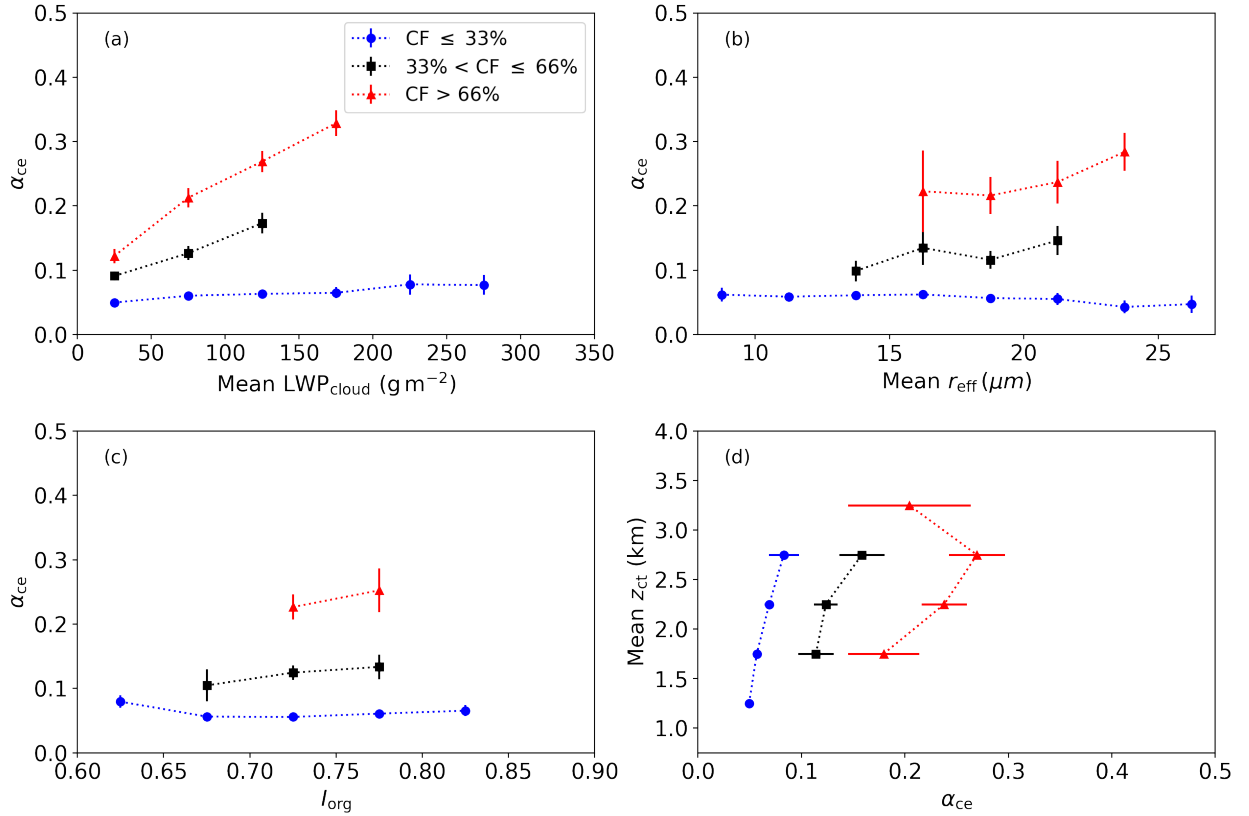 0.5
0.4
0.3
0.2
0.1
0.0
α_ce
(a)
CF ≤ 33%
33% < CF ≤ 66%
CF > 66%
0 50 100 150 200 250 300 350
Mean LWP_cloud (g m⁻²)
0.5
0.4
0.3
0.2
0.1
0.0
α_ce
(b)
10 15 20 25
Mean r_eff (μm)
0.5
0.4
0.3
0.2
0.1
0.0
α_ce
(c)
0.60 0.65 0.70 0.75 0.80 0.85 0.90
I_org
4.0
3.5
3.0
2.5
2.0
1.5
1.0
Mean z_ct (km)
(d)
0.0 0.1 0.2 0.3 0.4 0.5
α_ce